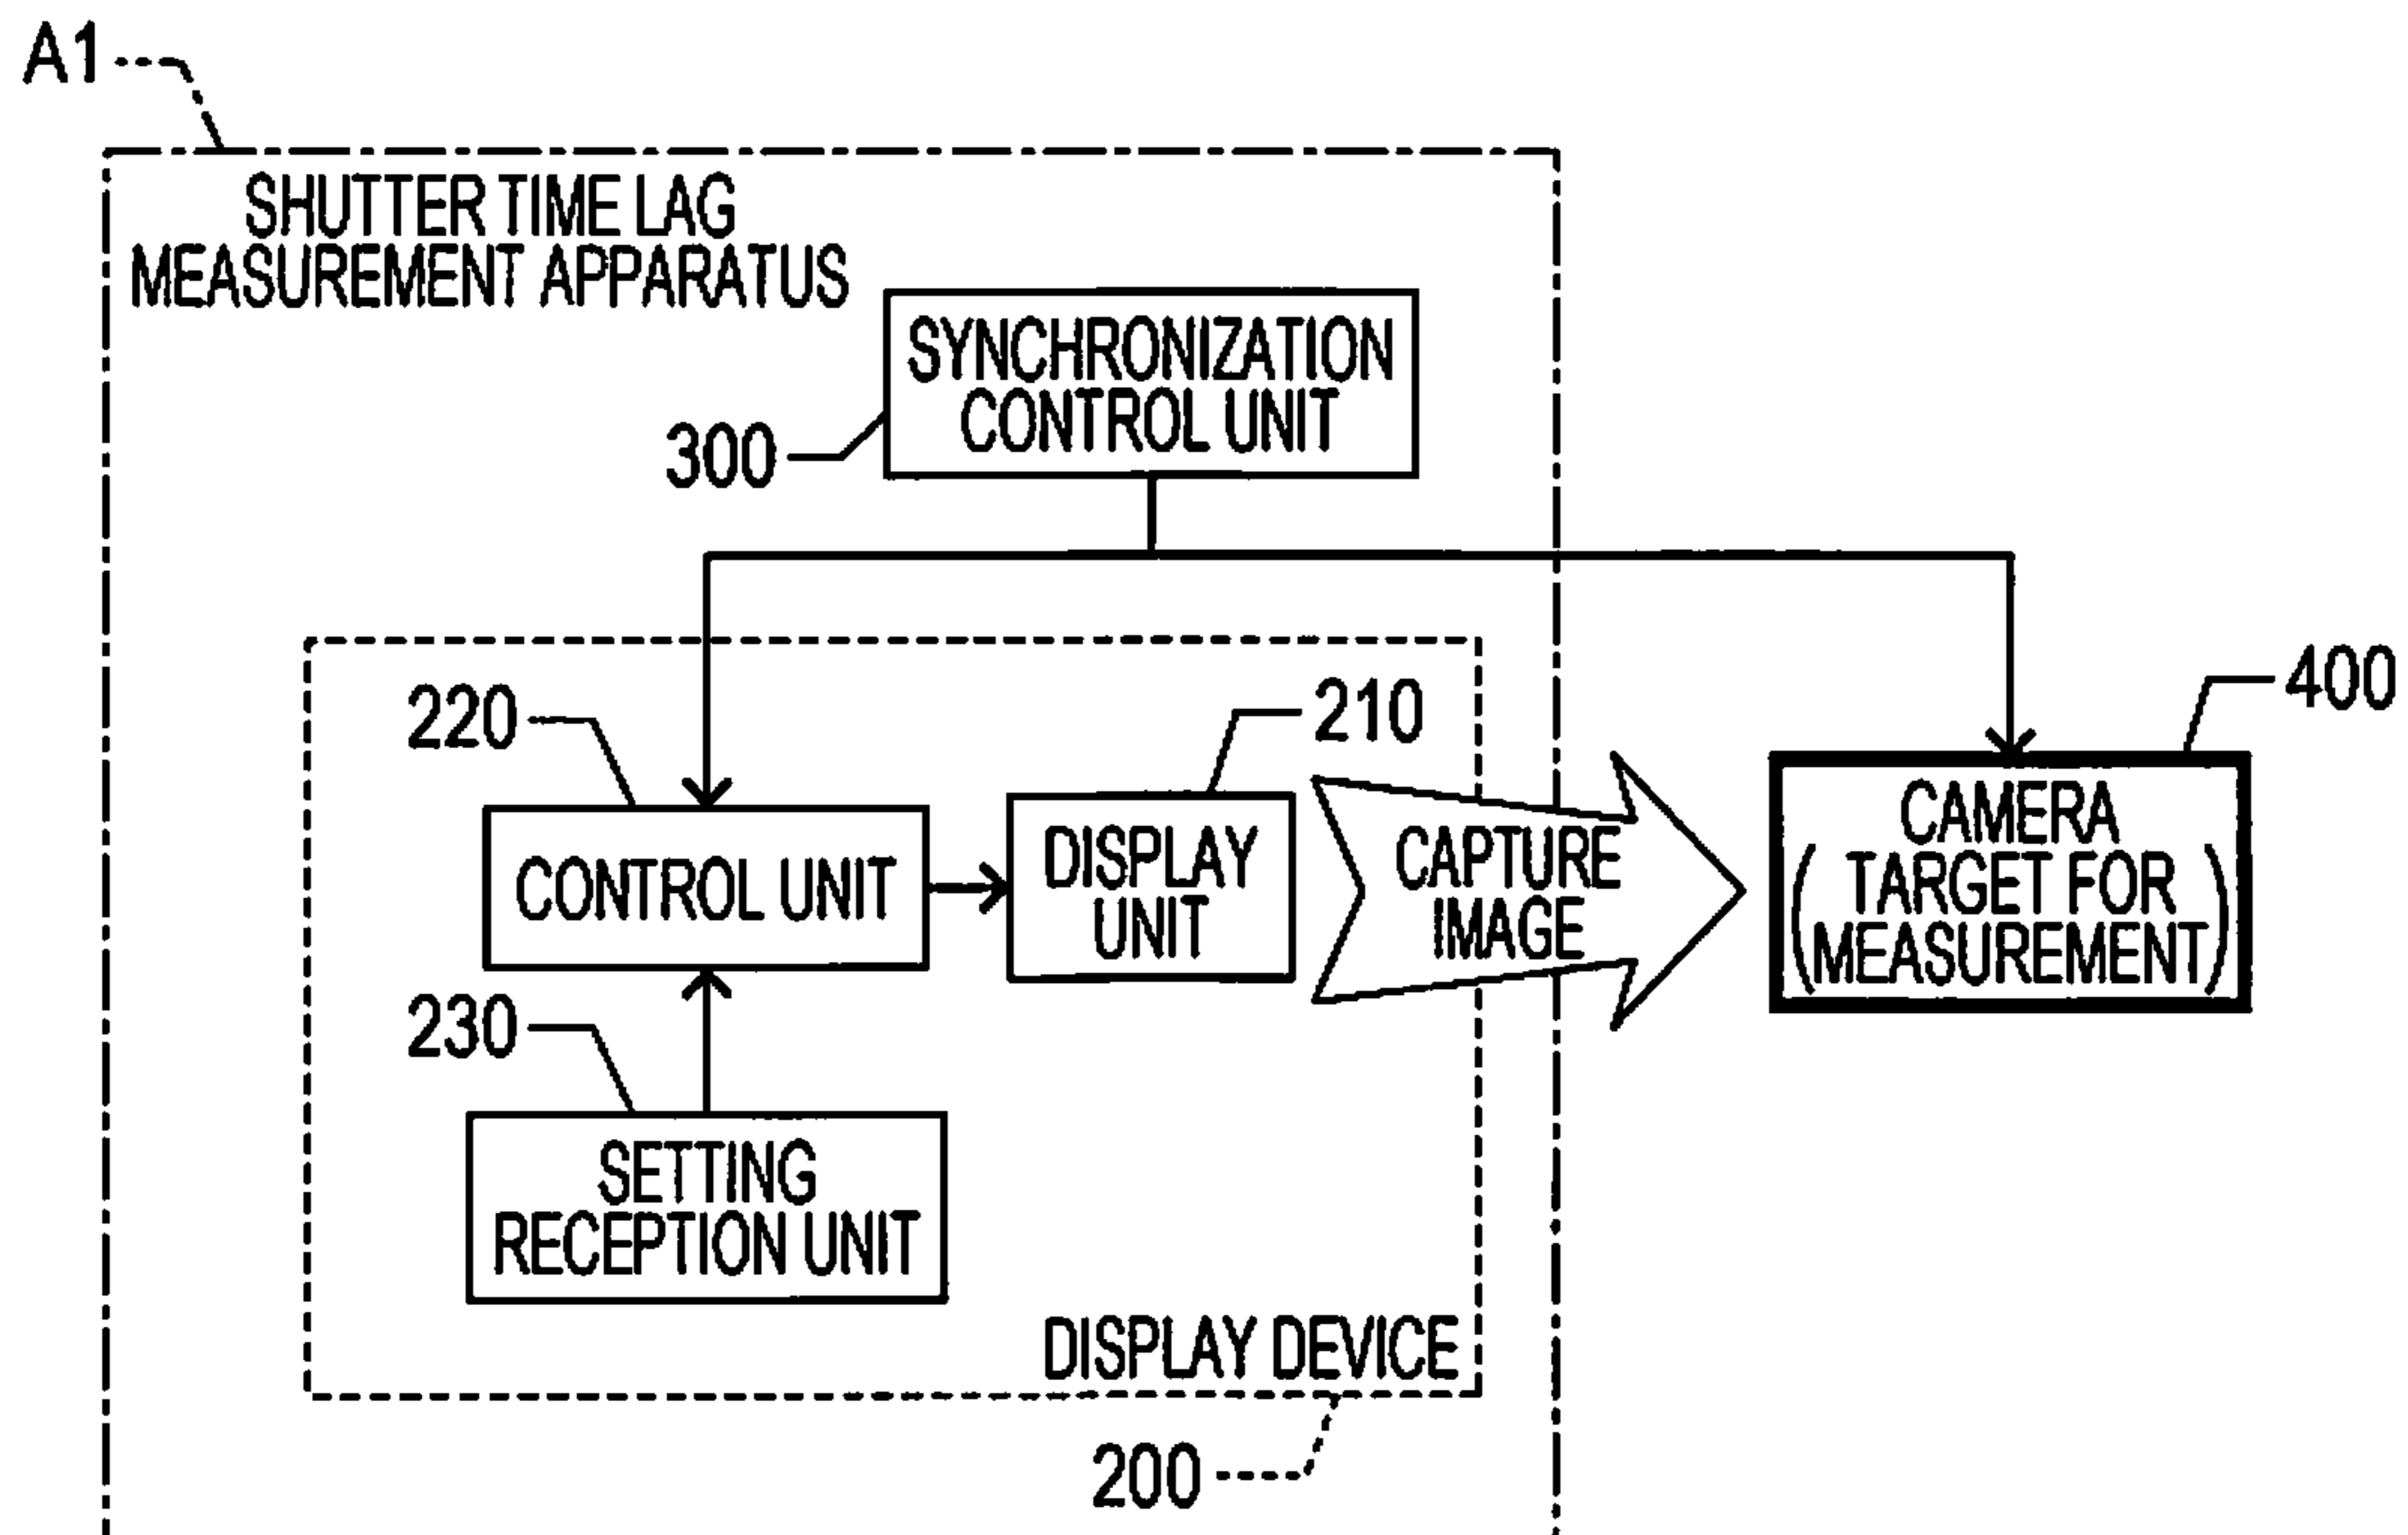 A1
SHUTTER TIME LAG
MEASUREMENT APPARATUS
SYNCHRONIZATION
CONTROL UNIT
300
400
220
210
CAMERA
(TARGET FOR
MEASUREMENT)
CONTROL UNIT
DISPLAY
UNIT
CAPTURE
IMAGE
230
SETTING
RECEPTION UNIT
DISPLAY DEVICE
200